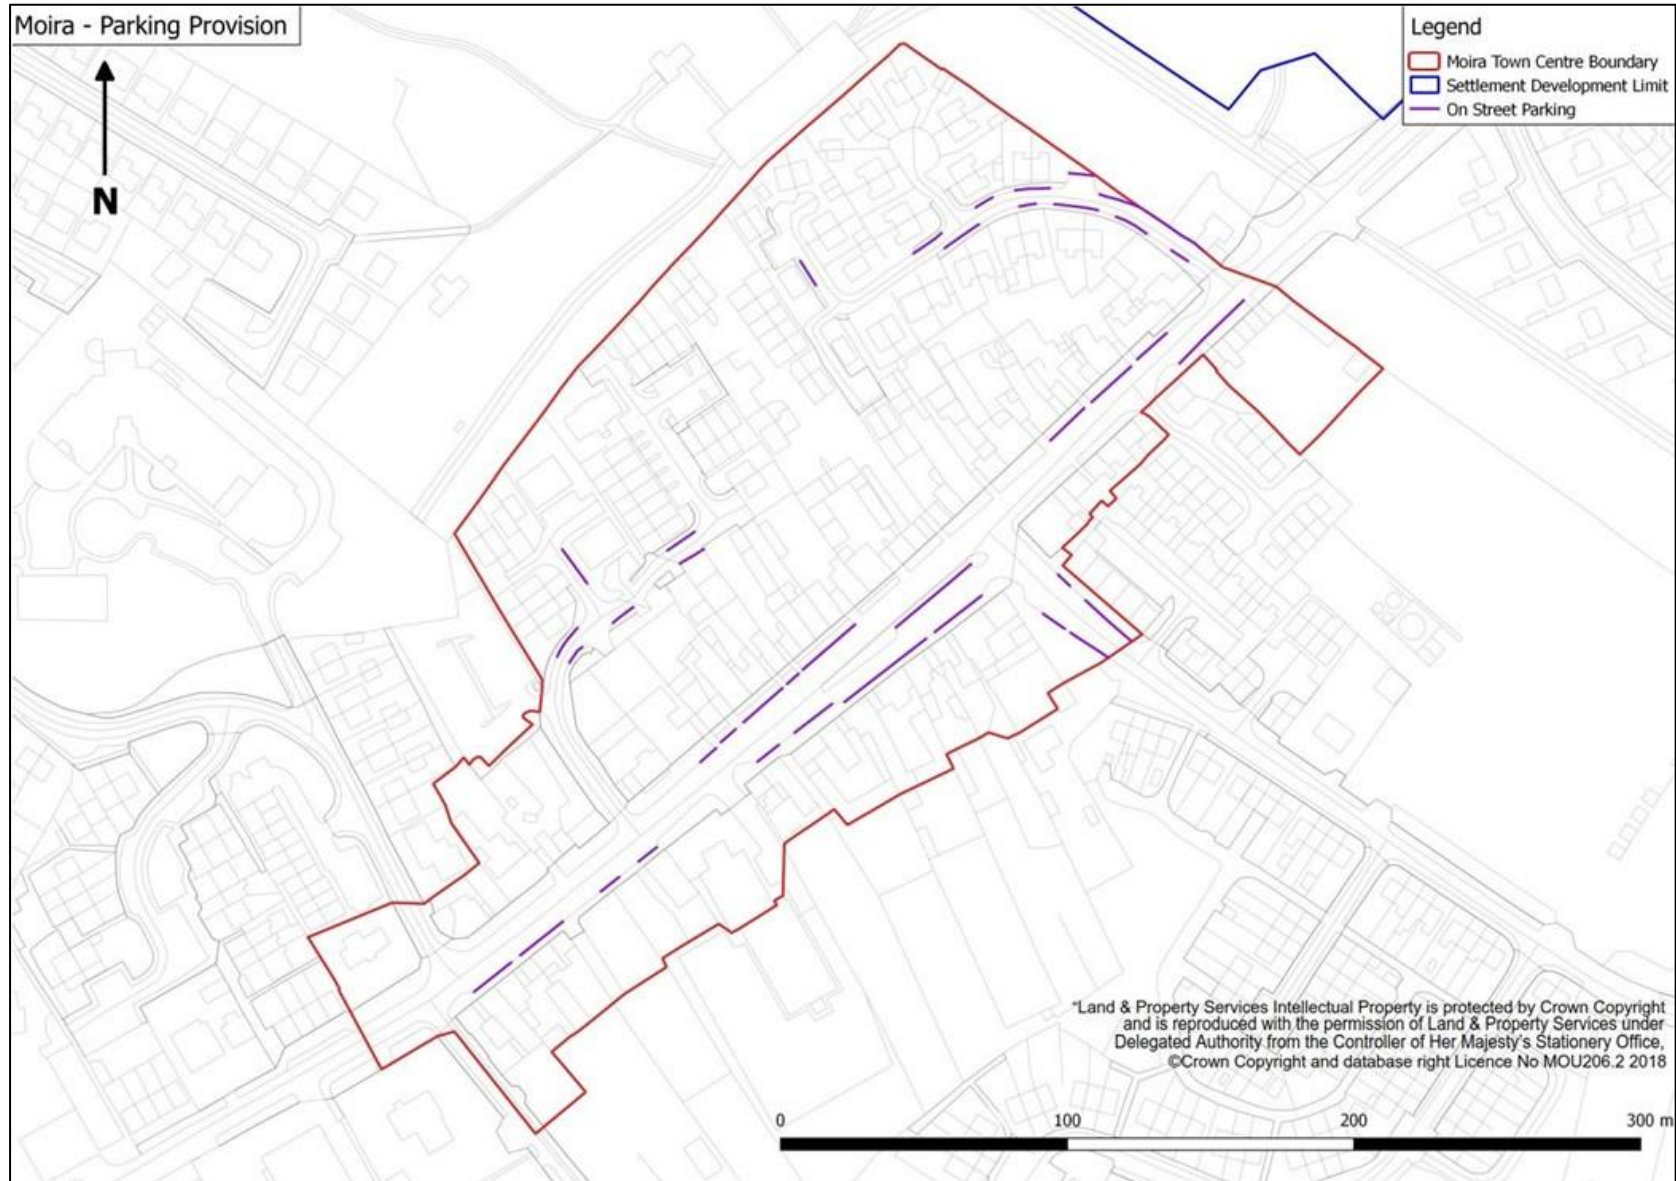 Moira - Parking Provision
N
Legend
Moira Town Centre Boundary
Settlement Development Limit
On Street Parking
"Land & Property Services Intellectual Property is protected by Crown Copyright
and is reproduced with the permission of Land & Property Services under
Delegated Authority from the Controller of Her Majesty's Stationery Office,
©Crown Copyright and database right Licence No MOU206.2 2018
0 100 200 300 m